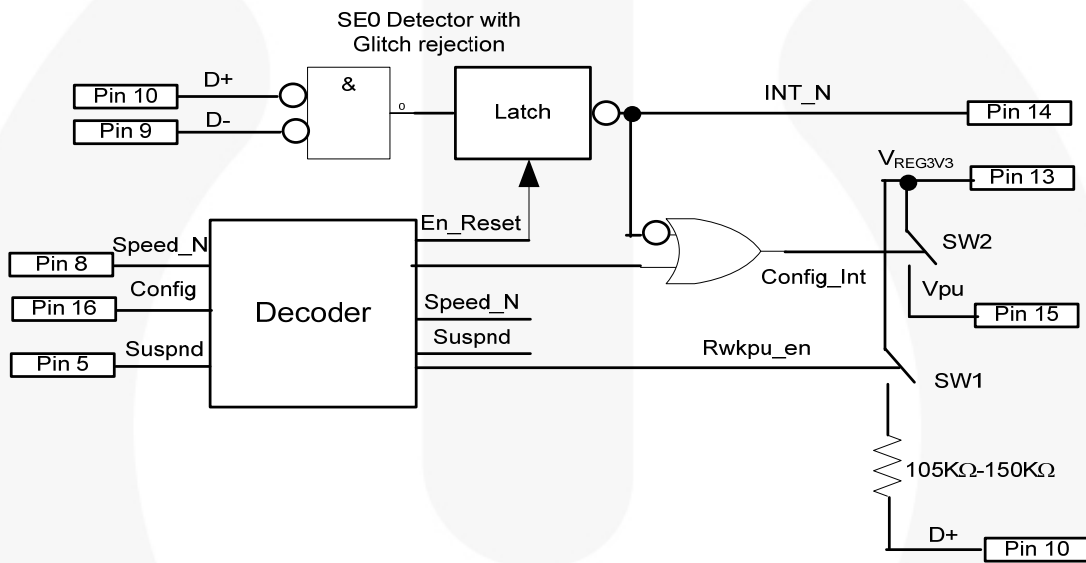 SE0 Detector with
Glitch rejection
Pin 10
D+
&
0
Latch
INT_N
Pin 14
Pin 9
D-
VREG3V3
Pin 13
En_Reset
Pin 8
Speed_N
SW2
Config_Int
Pin 16
Config
Decoder
Speed_N
Vpu
Pin 15
Pin 5
Suspnd
Suspnd
Rwkpu_en
SW1
105KΩ-150KΩ
D+
Pin 10